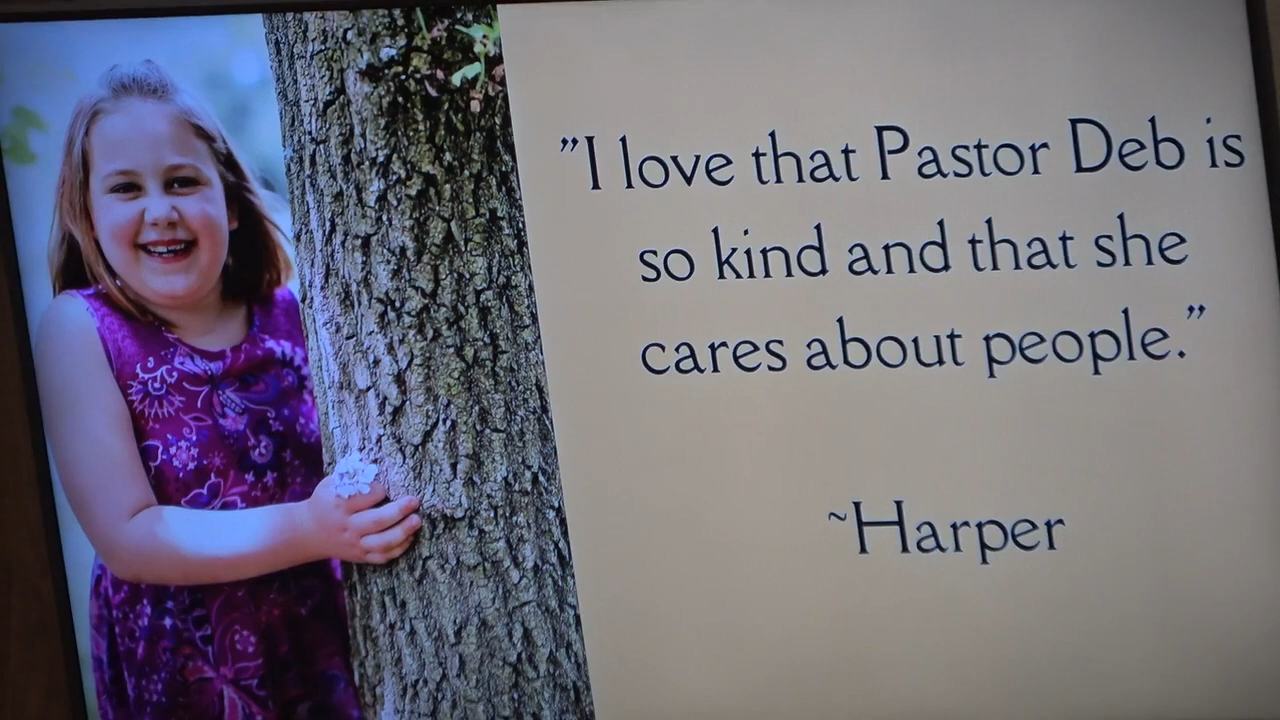 ”I love that Pastor Deb is
so kind and that she
cares about people.”
~Harper